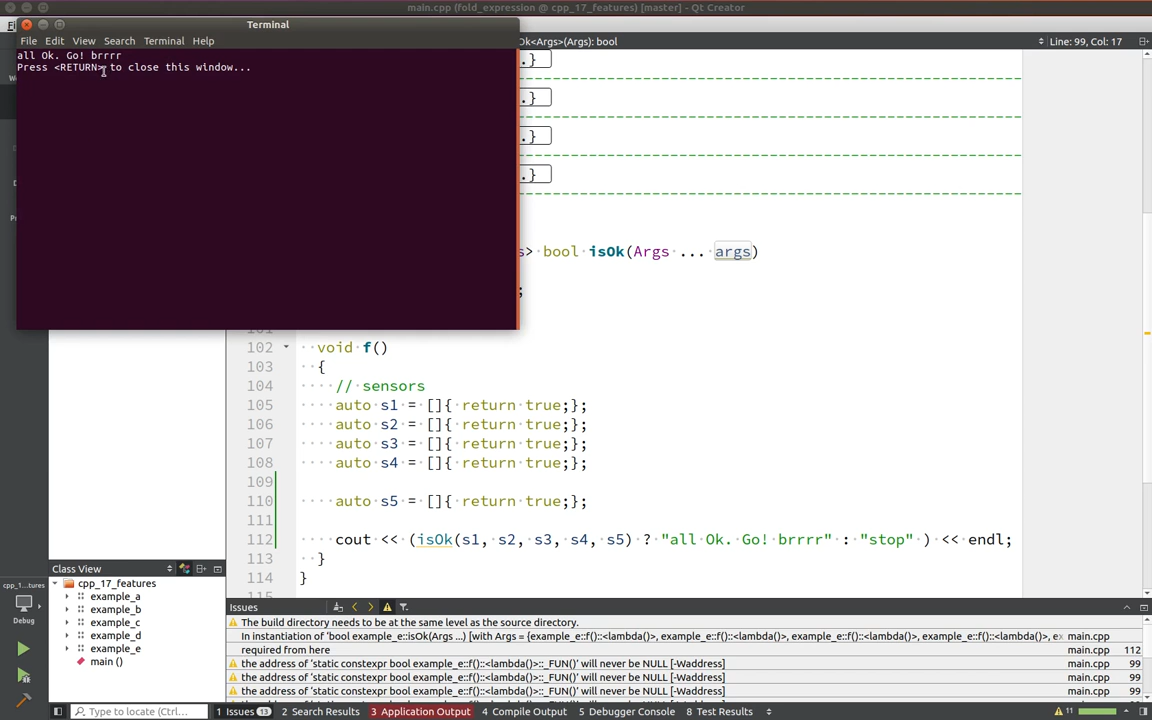 main.cpp (fold_expression @ cpp_17_features) [master] - Qt Creator
Terminal
File Edit View Search Terminal Help
Ok<Args>(Args): bool
Line: 99, Col: 17
all Ok. Go! brrrr
Press <RETURN> to close this window...
.}
.}
.}
.}
s> bool isOk(Args ... args)
;
102 void f()
103 {
104 // sensors
105 auto s1 = []{ return true;};
106 auto s2 = []{ return true;};
107 auto s3 = []{ return true;};
108 auto s4 = []{ return true;};
109
110 auto s5 = []{ return true;};
111
112 cout << (isOk(s1, s2, s3, s4, s5) ? "all Ok. Go! brrrr" : "stop" ) << endl;
113 }
114 }
115
Class View
cpp_17_features
example_a
example_b
example_c
example_d
example_e
main ()
cpp_1...tures
Debug
Issues
The build directory needs to be at the same level as the source directory.
In instantiation of 'bool example_e::isOk(Args ...) [with Args = {example_e::f()::<lambda()>, example_e::f()::<lambda()>, example_e::f()::<lambda()>, example_e::f()::<lambda()>, ex main.cpp
required from here 112
the address of 'static constexpr bool example_e::f()::<lambda()>::_FUN()' will never be NULL [-Waddress] main.cpp 99
the address of 'static constexpr bool example_e::f()::<lambda()>::_FUN()' will never be NULL [-Waddress] main.cpp 99
the address of 'static constexpr bool example_e::f()::<lambda()>::_FUN()' will never be NULL [-Waddress] main.cpp 99
Type to locate (Ctrl...
1 Issues 13 2 Search Results 3 Application Output 4 Compile Output 5 Debugger Console 8 Test Results
11